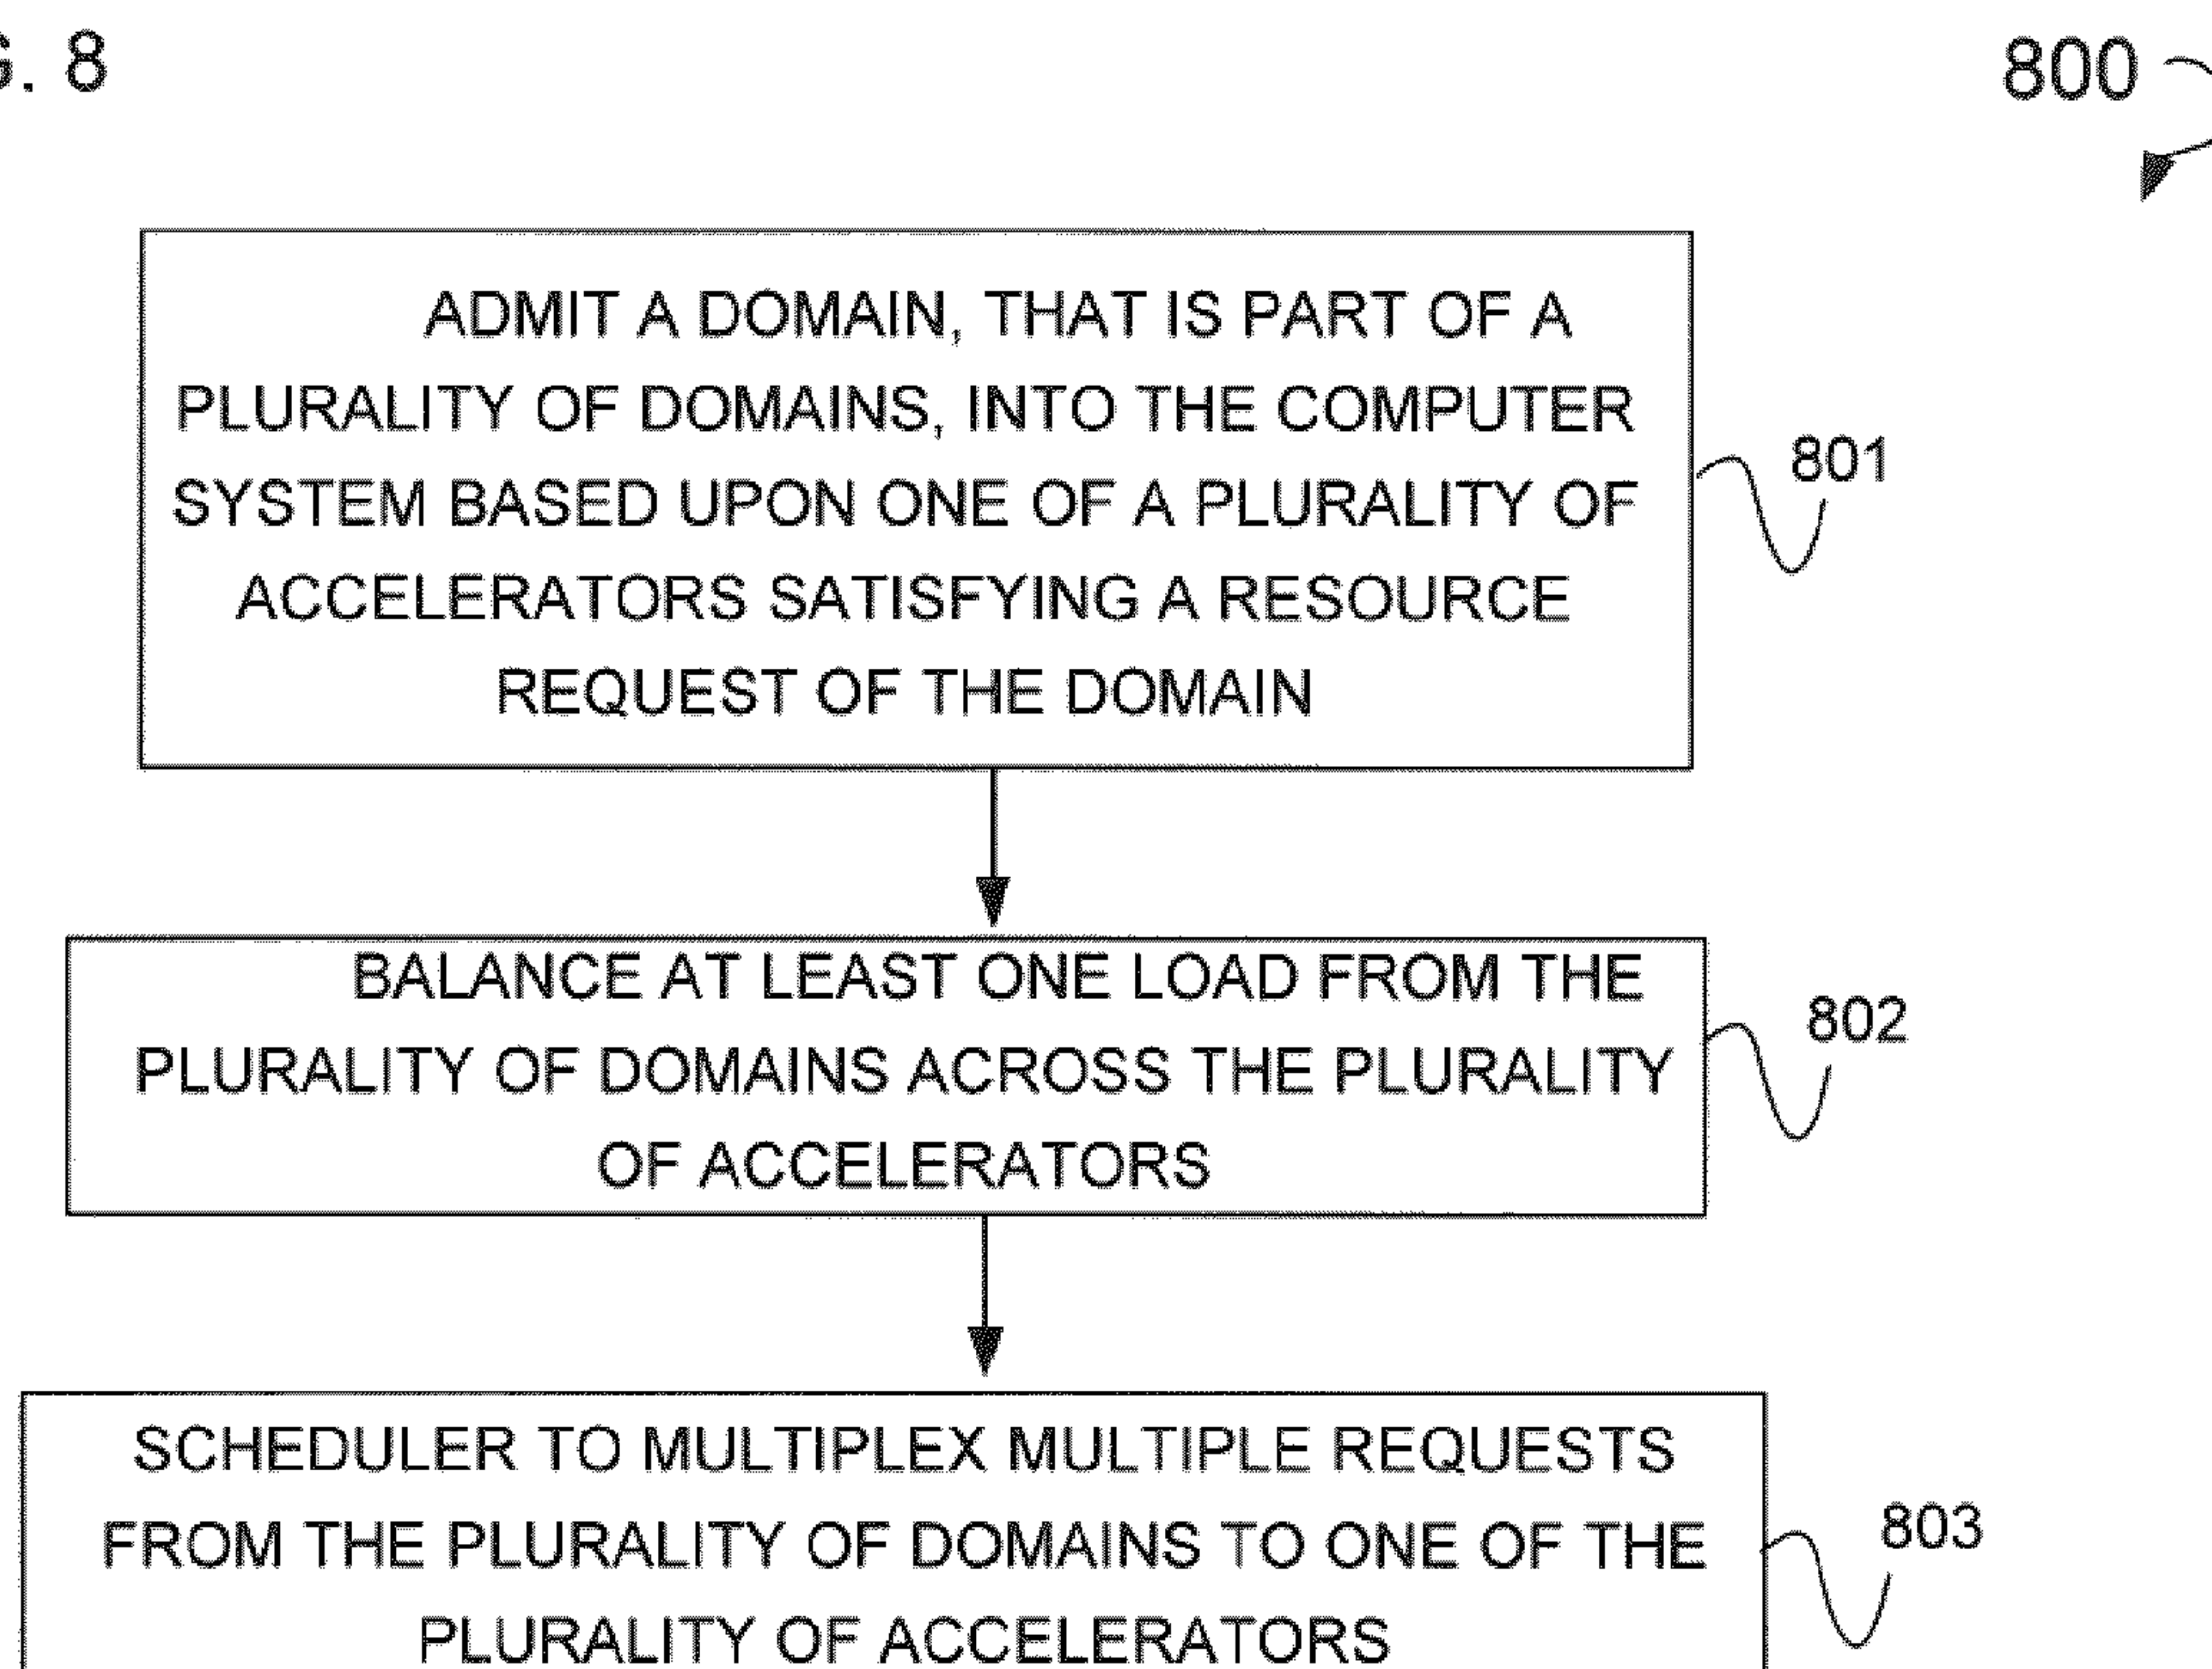 . 8
800
ADMIT A DOMAIN, THAT IS PART OF A
PLURALITY OF DOMAINS, INTO THE COMPUTER
SYSTEM BASED UPON ONE OF A PLURALITY OF
ACCELERATORS SATISFYING A RESOURCE
REQUEST OF THE DOMAIN
801
BALANCE AT LEAST ONE LOAD FROM THE
PLURALITY OF DOMAINS ACROSS THE PLURALITY
OF ACCELERATORS
802
SCHEDULER TO MULTIPLEX MULTIPLE REQUESTS
FROM THE PLURALITY OF DOMAINS TO ONE OF THE
PLURALITY OF ACCELERATORS
803